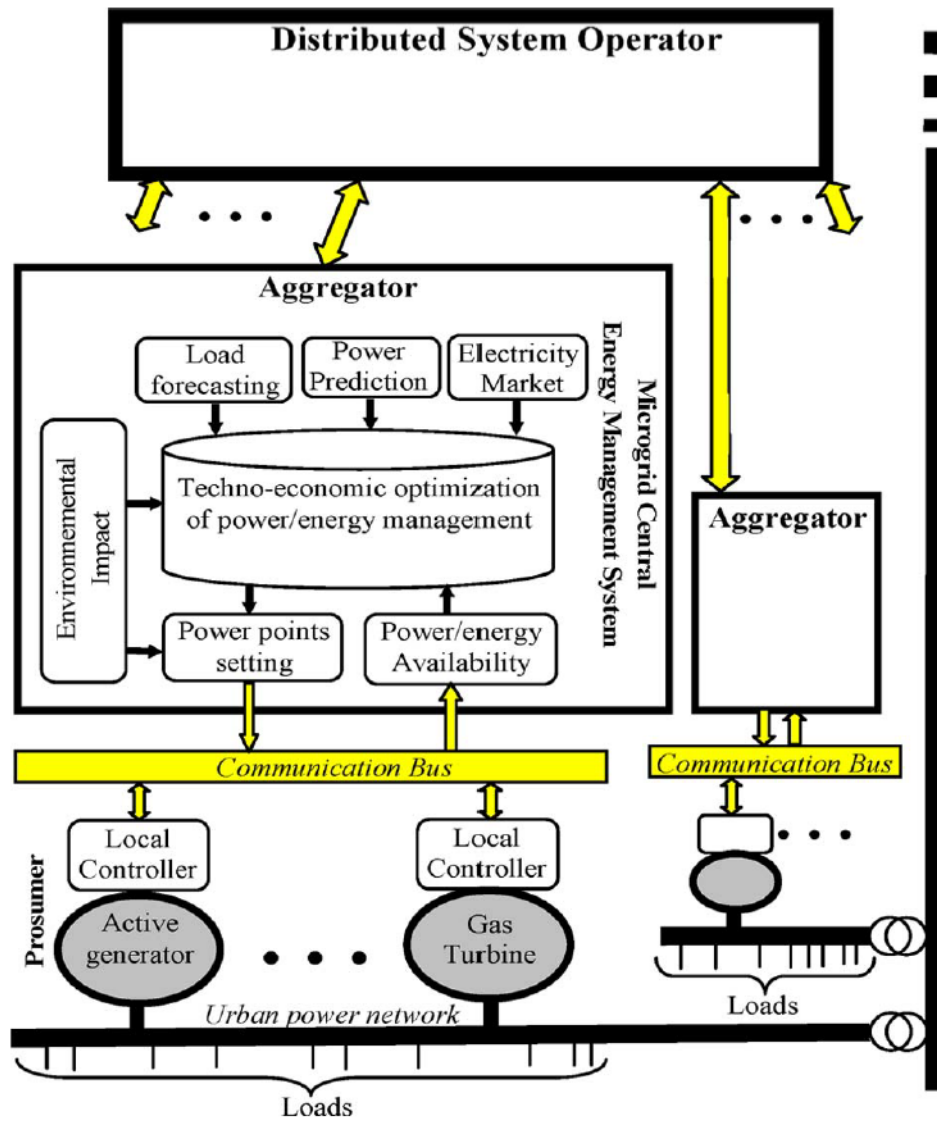 Distributed System Operator
Aggregator
Load
forecasting
Power
Prediction
Electricity
Market
Environnemental
Impact
Techno-economic optimization
of power/energy management
Power points
setting
Power/energy
Availability
Microgrid Central
Energy Management System
Aggregator
Communication Bus
Communication Bus
Prosumer
Local
Controller
Local
Controller
Active
generator
Gas
Turbine
Urban power network
Loads
Loads